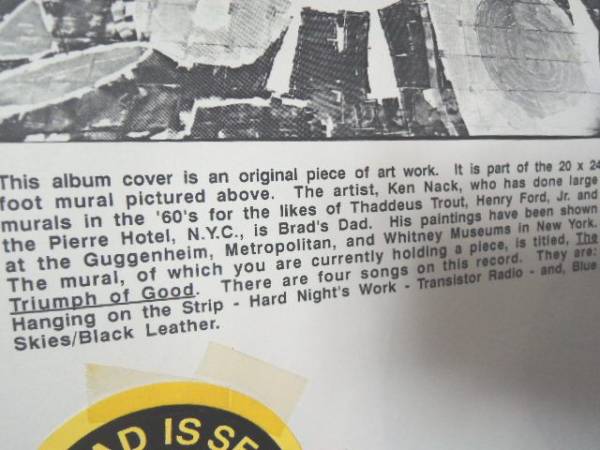 This album cover is an original piece of art work. It is part of the 20 x 24
foot mural pictured above. The artist, Ken Nack, who has done large
murals in the '60's for the likes of Thaddeus Trout, Henry Ford, Jr. and
the Pierre Hotel, N.Y.C., is Brad's Dad. His paintings have been shown
at the Guggenheim, Metropolitan, and Whitney Museums in New York.
The mural, of which you are currently holding a piece, is titled, The
Triumph of Good. There are four songs on this record. They are:
Hanging on the Strip - Hard Night's Work - Transistor Radio - and, Blue
Skies/Black Leather.
IS